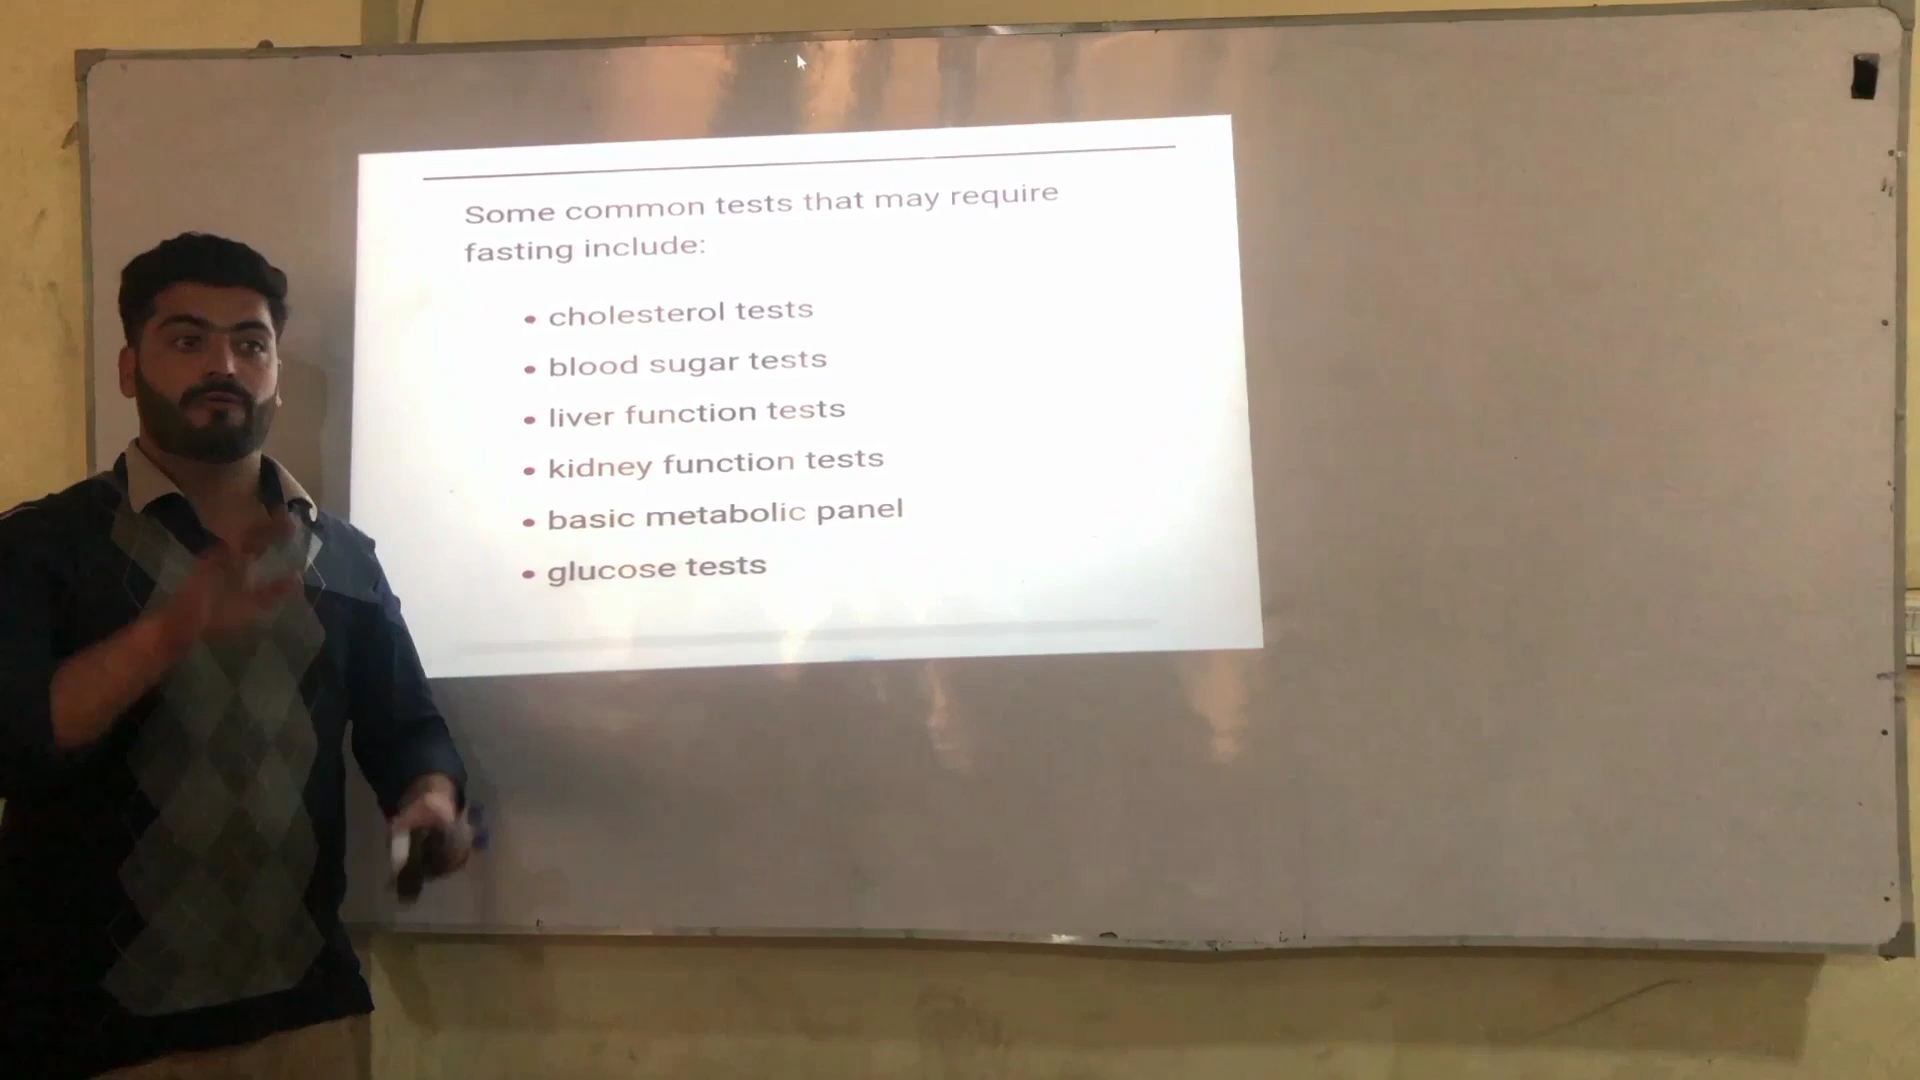 Some common tests that may require
fasting include:
• cholesterol tests
• blood sugar tests
• liver function tests
• kidney function tests
• basic metabolic panel
• glucose tests